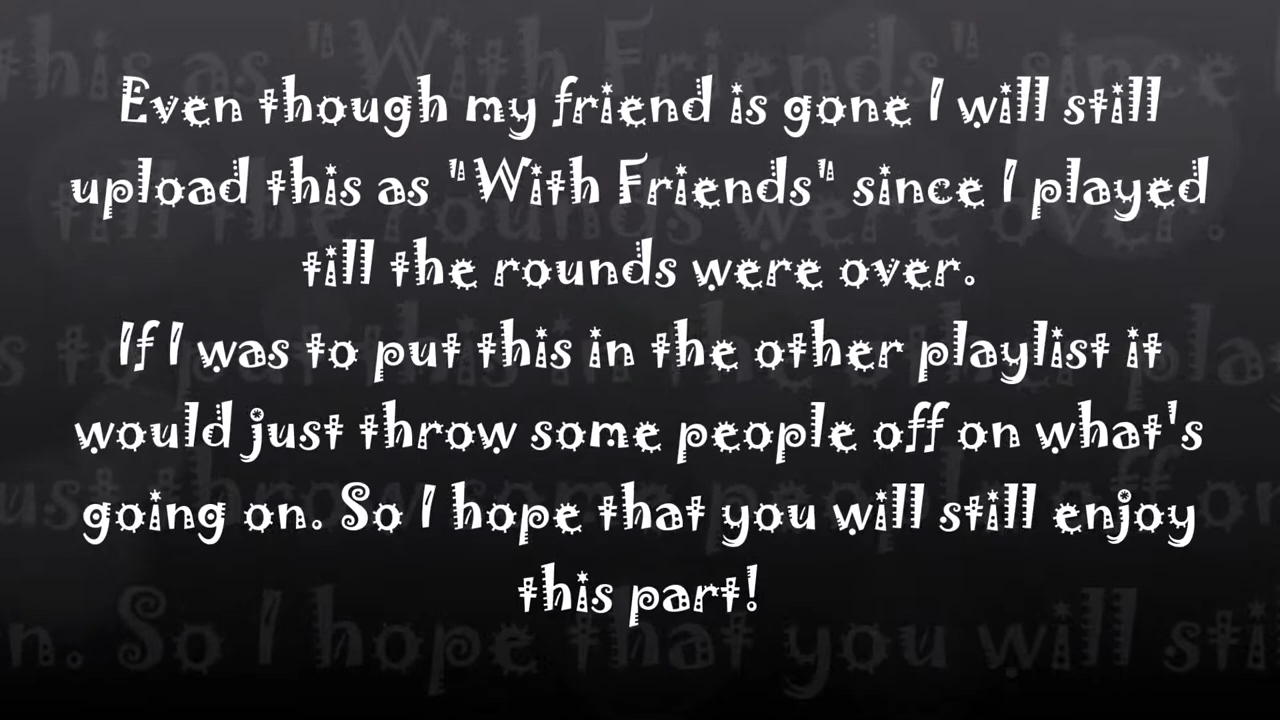 Even though my friend is gone I will still
upload this as "With Friends" since I played
till the rounds were over.
If I was to put this in the other playlist it
would just throw some people off on what's
going on. So I hope that you will still enjoy
this part!